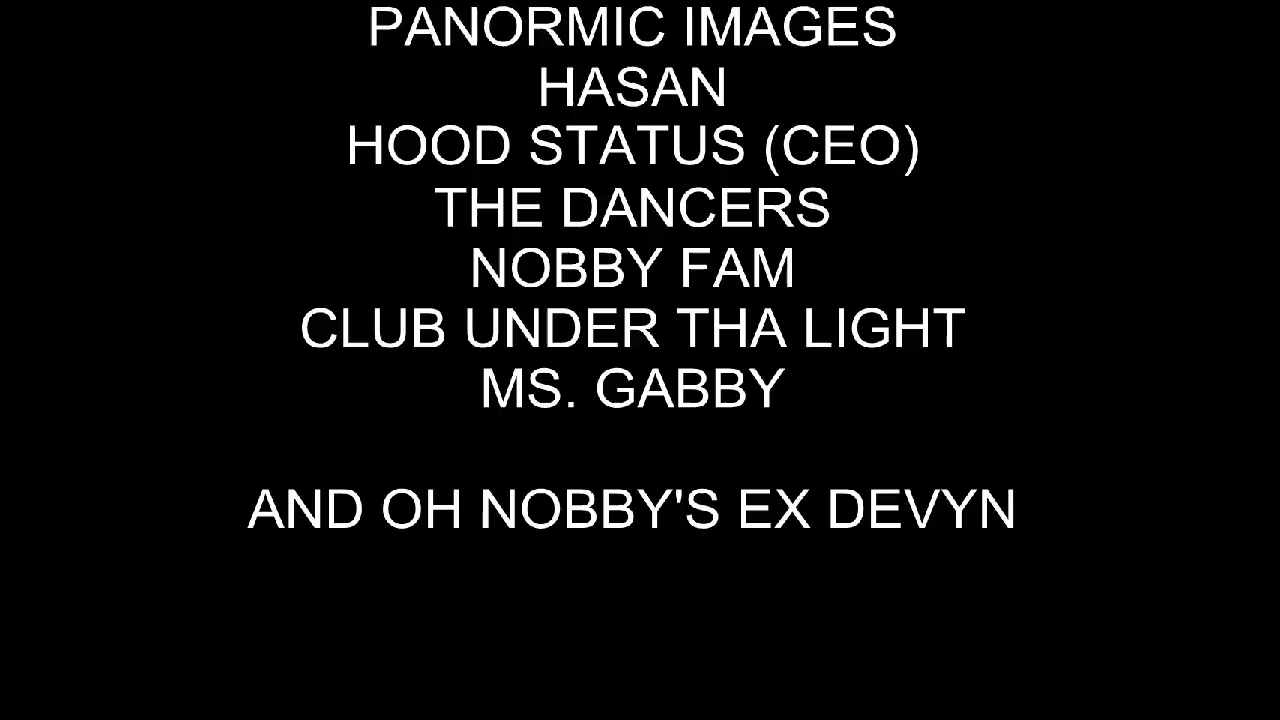 PANORMIC IMAGES
HASAN
HOOD STATUS (CEO)
THE DANCERS
NOBBY FAM
CLUB UNDER THA LIGHT
MS. GABBY
AND OH NOBBY'S EX DEVYN